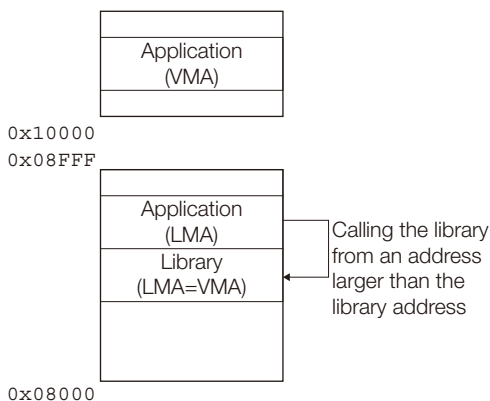 Application
(VMA)
0x10000
0x08FFF
Application
(LMA)
Library
(LMA=VMA)
Calling the library
from an address
larger than the
library address
0x08000